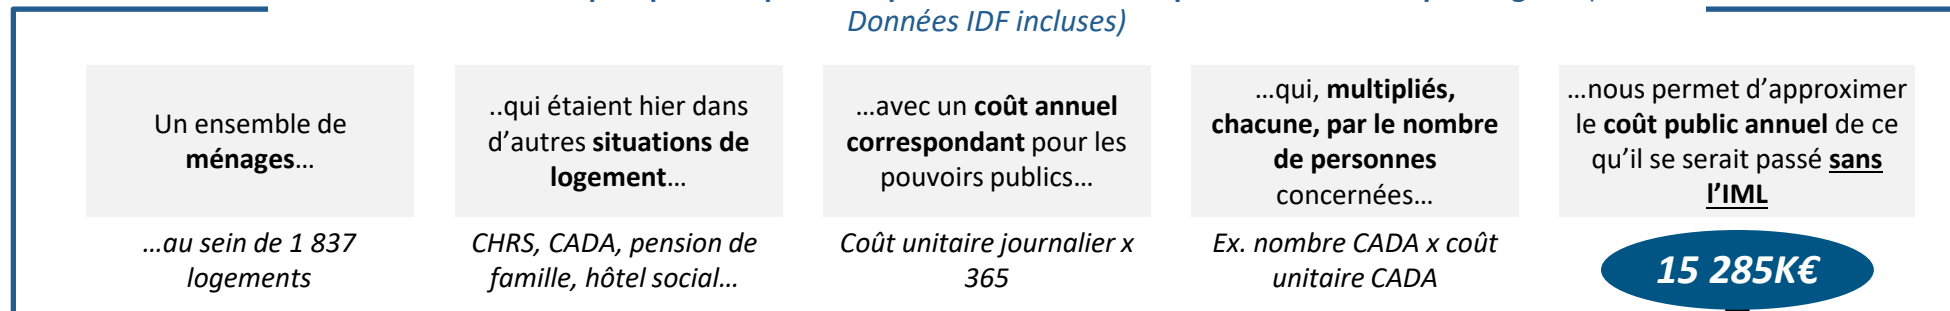 Données IDF incluses)
Un ensemble de
ménages…
..qui étaient hier dans
d’autres situations de
logement…
…avec un coût annuel
correspondant pour les
pouvoirs publics…
…qui, multipliés,
chacune, par le nombre
de personnes
concernées…
…nous permet d’approximer
le coût public annuel de ce
qu’il se serait passé sans
l’IML
…au sein de 1 837
logements
CHRS, CADA, pension de
famille, hôtel social…
Coût unitaire journalier x
365
Ex. nombre CADA x coût
unitaire CADA
15 285K€